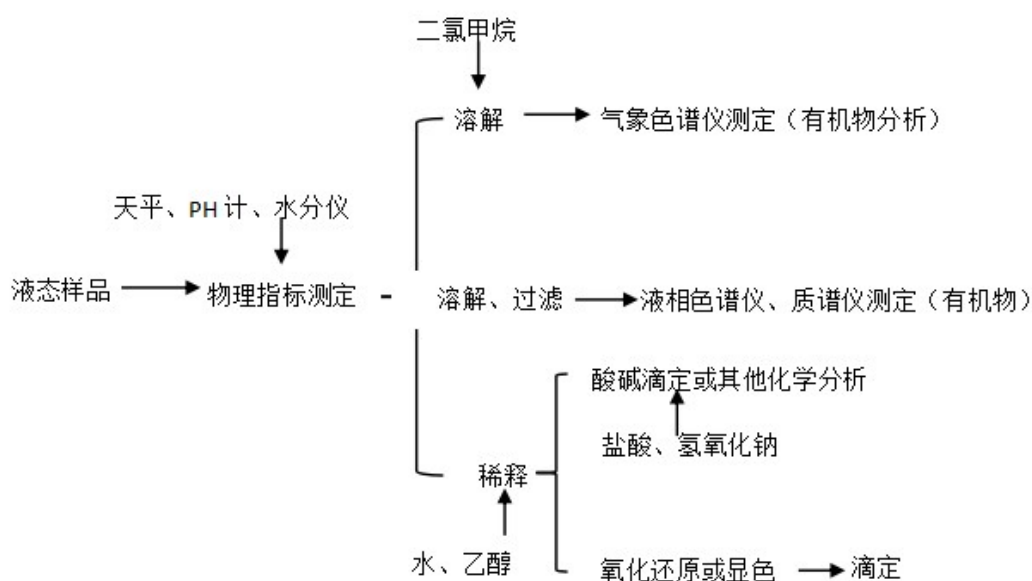 二氯甲烷
溶解
气象色谱仪测定（有机物分析）
天平、PH 计、水分仪
液态样品
物理指标测定
溶解、过滤
液相色谱仪、质谱仪测定（有机物）
酸碱滴定或其他化学分析
盐酸、氢氧化钠
稀释
水、乙醇
氧化还原或显色
滴定